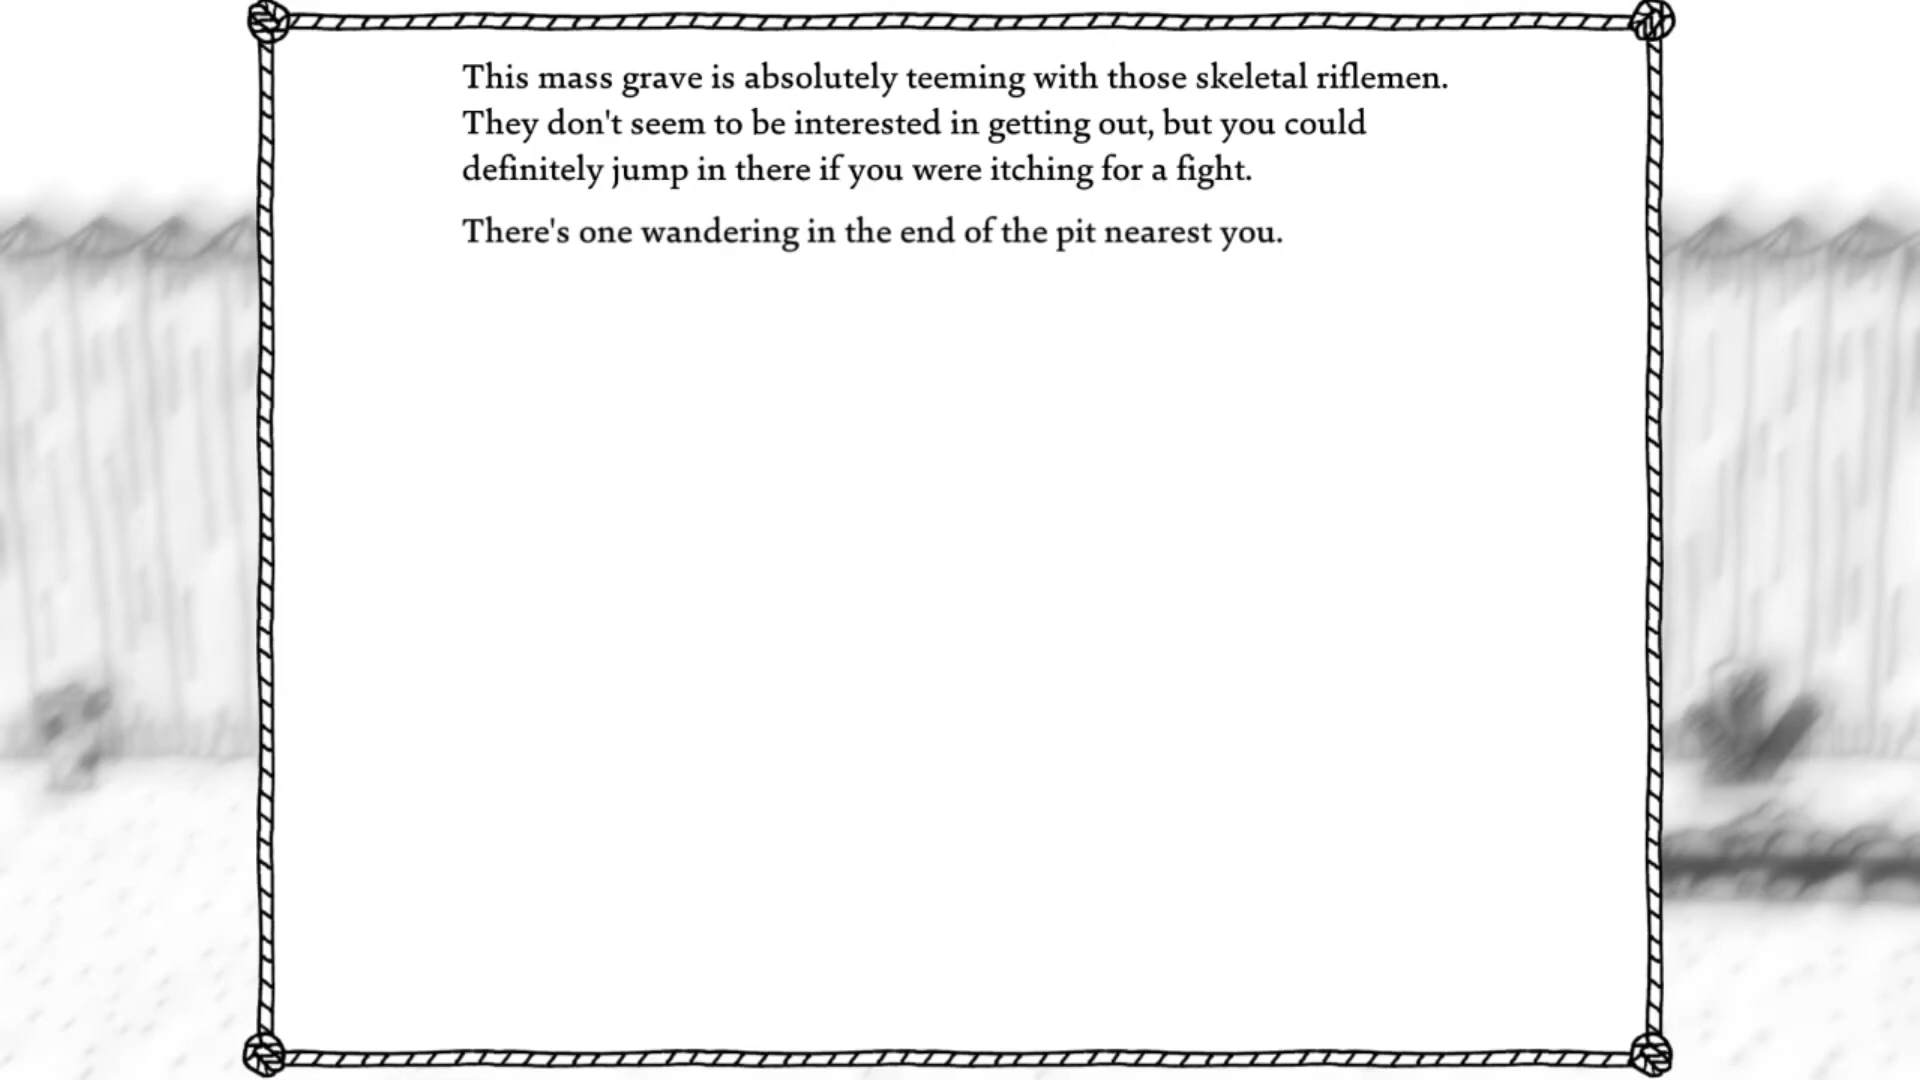 This mass grave is absolutely teeming with those skeletal riflemen.
They don't seem to be interested in getting out, but you could
definitely jump in there if you were itching for a fight.
There's one wandering in the end of the pit nearest you.